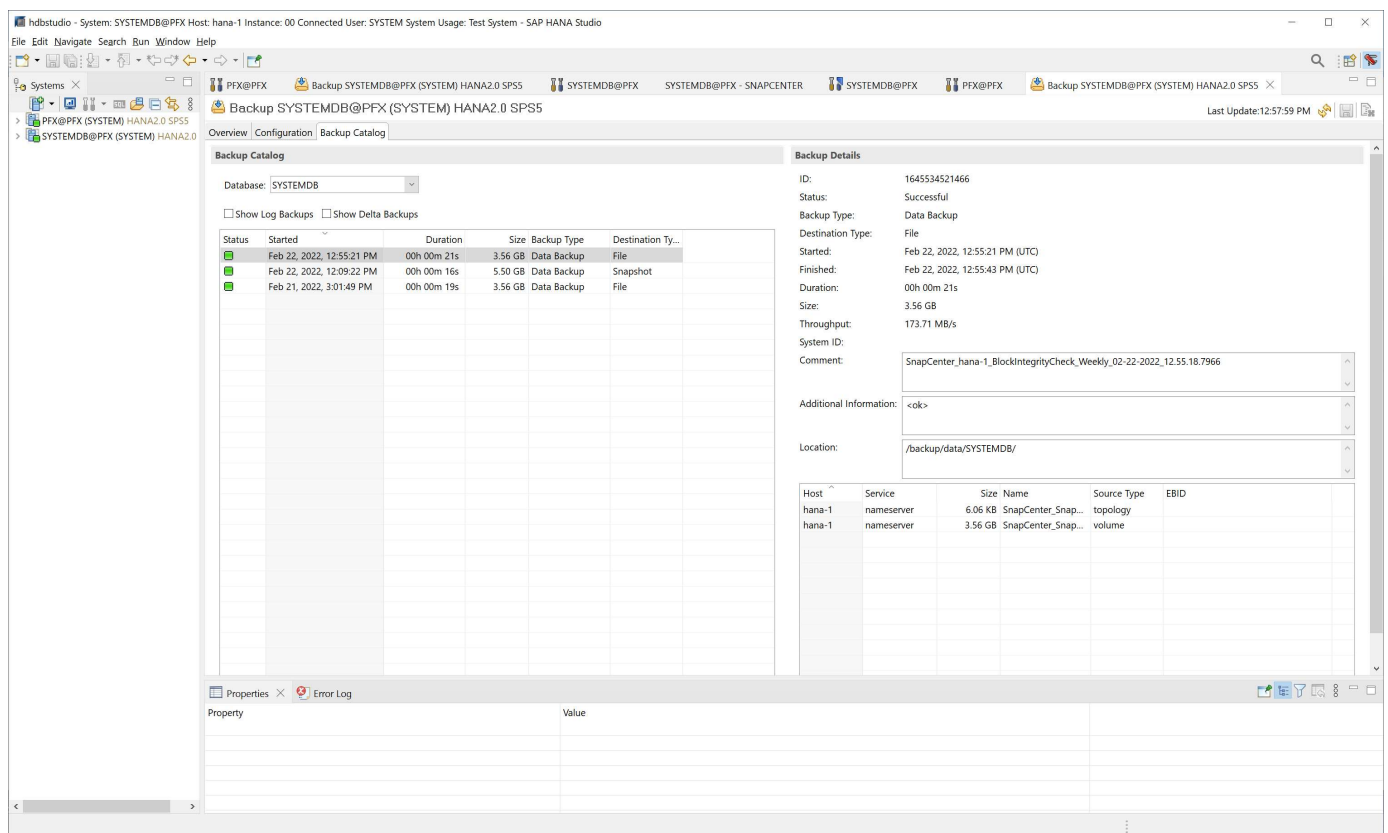 hdbstudio - System: SYSTEMDB@PFX Host: hana-1 Instance: 00 Connected User: SYSTEM System Usage: Test System - SAP HANA Studio
File Edit Navigate Search Run Window Help
Systems
PFX@PFX
Backup SYSTEMDB@PFX (SYSTEM) HANA2.0 SPS5
SYSTEMDB@PFX
SYSTEMDB@PFX - SNAPCENTER
SYSTEMDB@PFX
PFX@PFX
Backup SYSTEMDB@PFX (SYSTEM) HANA2.0 SPS5
PFX@PFX (SYSTEM) HANA2.0 SPS5
SYSTEMDB@PFX (SYSTEM) HANA2.0
Backup SYSTEMDB@PFX (SYSTEM) HANA2.0 SPS5
Last Update:12:57:59 PM
Overview Configuration Backup Catalog
Backup Catalog
Database: SYSTEMDB
Show Log Backups Show Delta Backups
Status Started Duration Size Backup Type Destination Ty...
Feb 22, 2022, 12:55:21 PM 00h 00m 21s 3.56 GB Data Backup File
Feb 22, 2022, 12:09:22 PM 00h 00m 16s 5.50 GB Data Backup Snapshot
Feb 21, 2022, 3:01:49 PM 00h 00m 19s 3.56 GB Data Backup File
Backup Details
ID: 1645534521466
Status: Successful
Backup Type: Data Backup
Destination Type: File
Started: Feb 22, 2022, 12:55:21 PM (UTC)
Finished: Feb 22, 2022, 12:55:43 PM (UTC)
Duration: 00h 00m 21s
Size: 3.56 GB
Throughput: 173.71 MB/s
System ID:
Comment: SnapCenter_hana-1_BlockIntegrityCheck_Weekly_02-22-2022_12.55.18.7966
Additional Information: <ok>
Location: /backup/data/SYSTEMDB/
Host Service Size Name Source Type EBID
hana-1 nameserver 6.06 KB SnapCenter_Snap... topology
hana-1 nameserver 3.56 GB SnapCenter_Snap... volume
Properties Error Log
Property Value